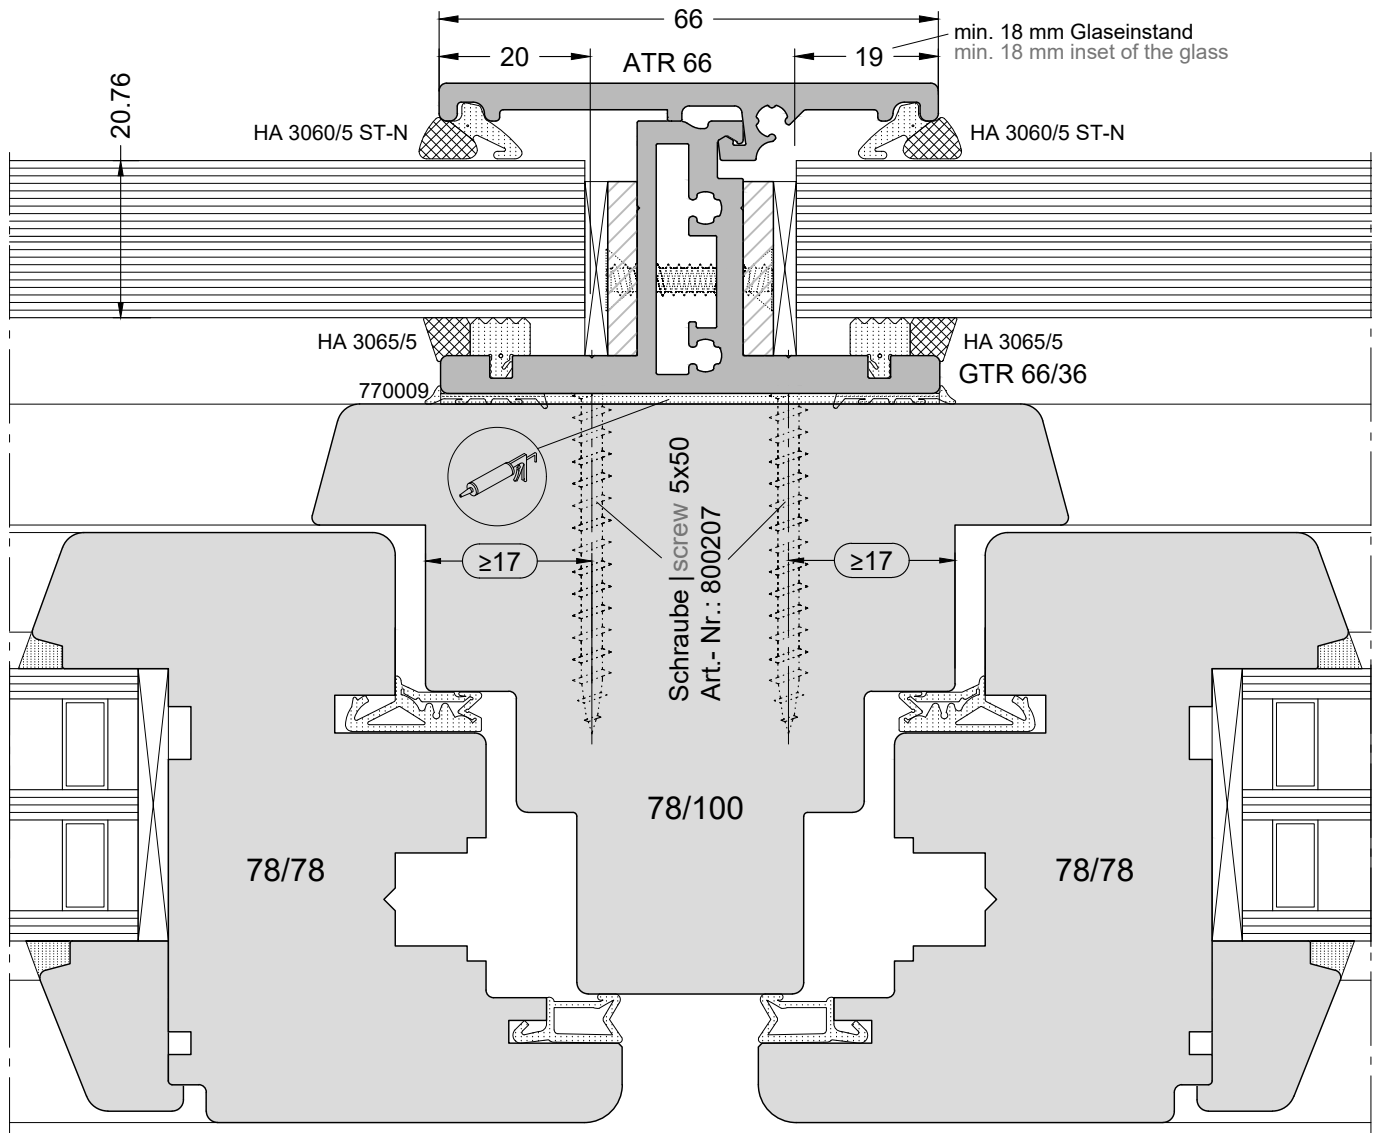 66
min. 18 mm Glaseinstand
min. 18 mm inset of the glass
20
ATR 66
19
20.76
HA 3060/5 ST-N
HA 3060/5 ST-N
HA 3065/5
HA 3065/5
GTR 66/36
770009
Schraube | screw 5x50
Art.- Nr.: 800207
≥17
≥17
78/100
78/78
78/78